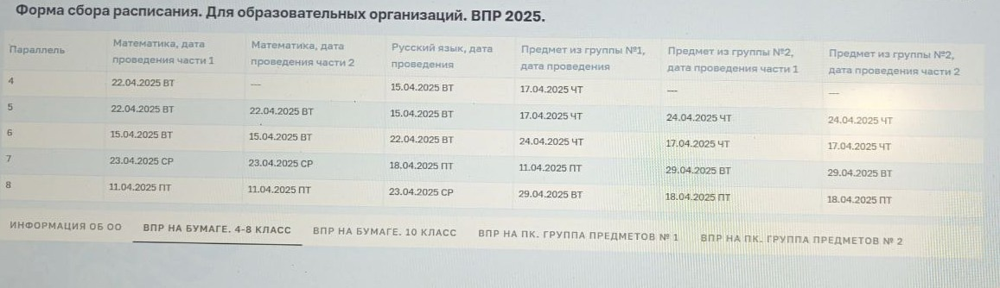 Форма сбора расписания. Для образовательных организаций. ВПР 2025.
Параллель Математика, дата проведения части 1 Математика, дата проведения части 2 Русский язык, дата проведения Предмет из группы №1, дата проведения Предмет из группы №2, дата проведения части 1 Предмет из группы №2, дата проведения части 2
4 22.04.2025 ВТ — 15.04.2025 ВТ 17.04.2025 ЧТ — —
5 22.04.2025 ВТ 22.04.2025 ВТ 15.04.2025 ВТ 17.04.2025 ЧТ 24.04.2025 ЧТ 24.04.2025 ЧТ
6 15.04.2025 ВТ 15.04.2025 ВТ 22.04.2025 ВТ 24.04.2025 ЧТ 17.04.2025 ЧТ 17.04.2025 ЧТ
7 23.04.2025 СР 23.04.2025 СР 18.04.2025 ПТ 11.04.2025 ПТ 29.04.2025 ВТ 29.04.2025 ВТ
8 11.04.2025 ПТ 11.04.2025 ПТ 23.04.2025 СР 29.04.2025 ВТ 18.04.2025 ПТ 18.04.2025 ПТ
ИНФОРМАЦИЯ ОБ ОО ВПР НА БУМАГЕ. 4-8 КЛАСС ВПР НА БУМАГЕ. 10 КЛАСС ВПР НА ПК. ГРУППА ПРЕДМЕТОВ № 1 ВПР НА ПК. ГРУППА ПРЕДМЕТОВ № 2